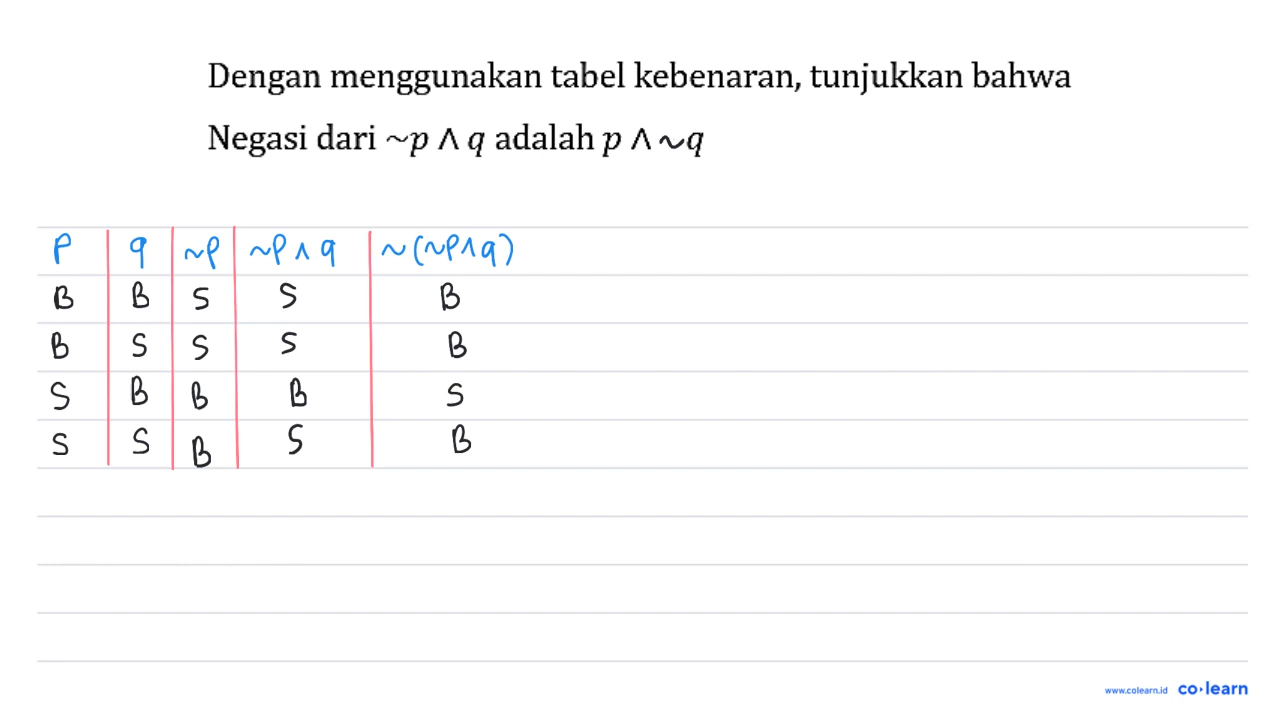 Dengan menggunakan tabel kebenaran, tunjukkan bahwa
Negasi dari ~p ∧ q adalah p ∧ ~q
p q ~p ~p ∧ q ~(~p∧q)
B B S S B
B S S S B
S B B B S
S S B S B
www.colearn.id co·learn